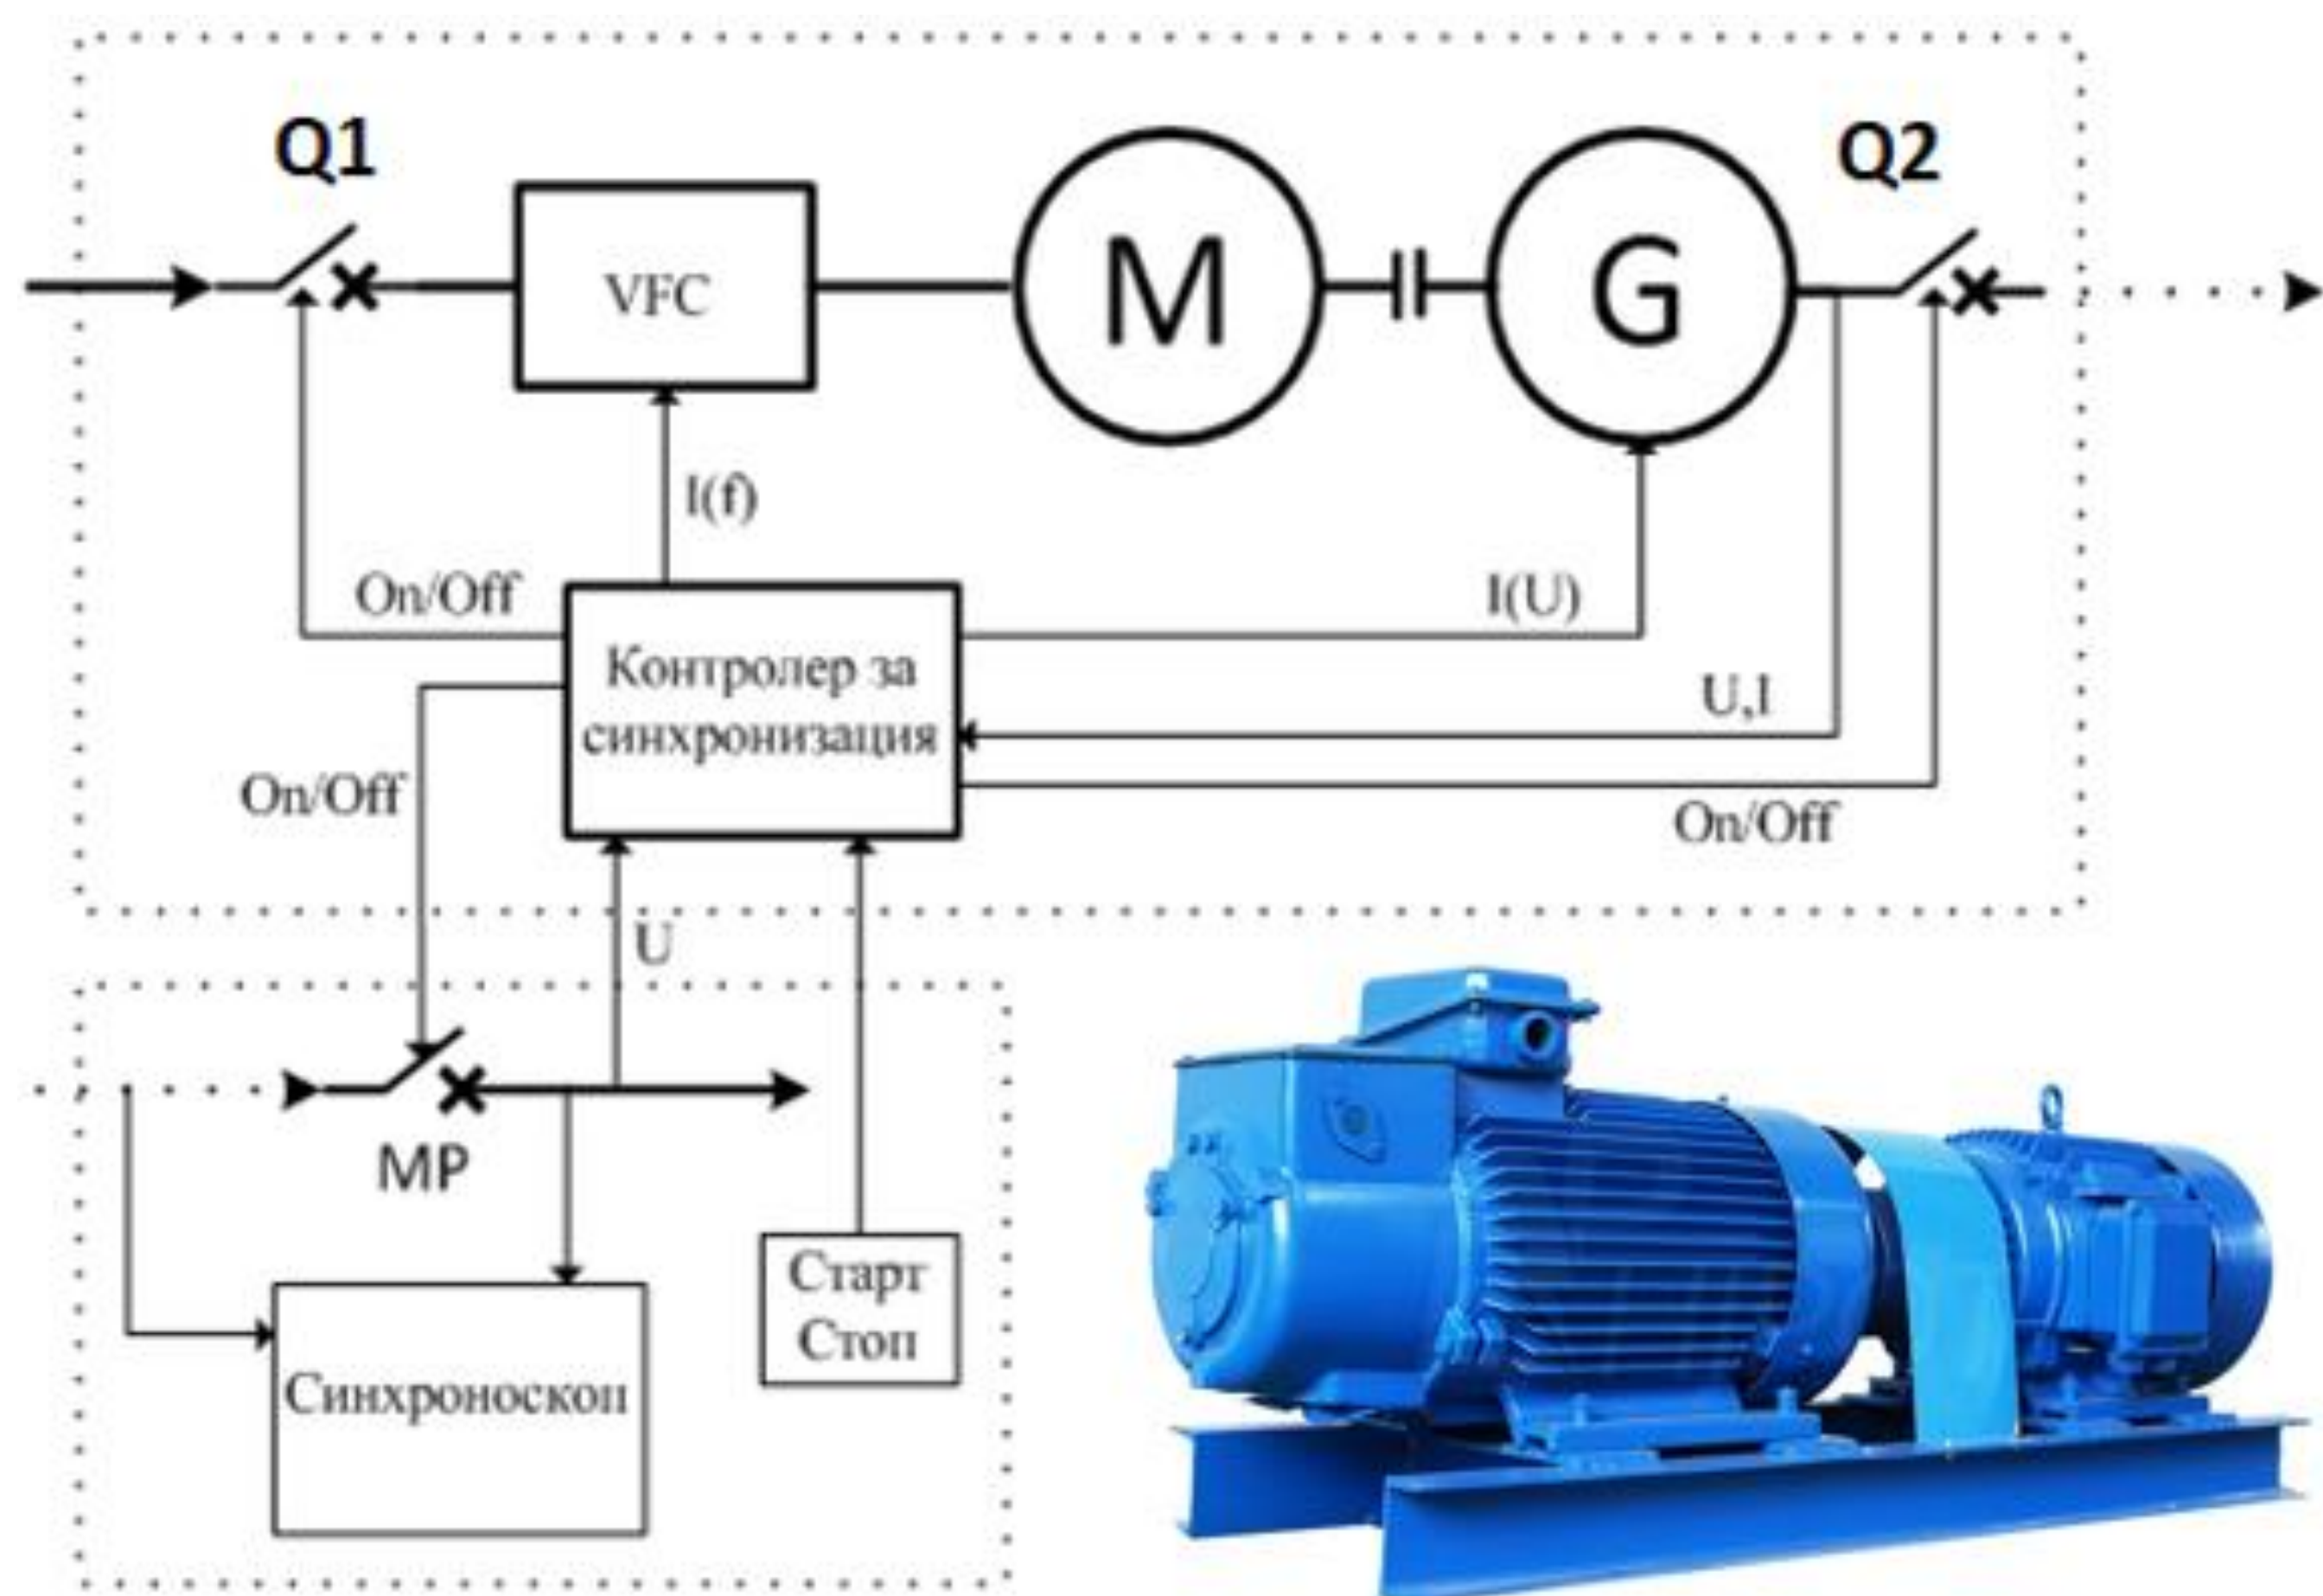 Q1
Q2
VFC
M
G
I(f)
On/Off
I(U)
Контролер за
синхронизация
U,I
On/Off
On/Off
U
MP
Старт
Стоп
Синхроноскоп